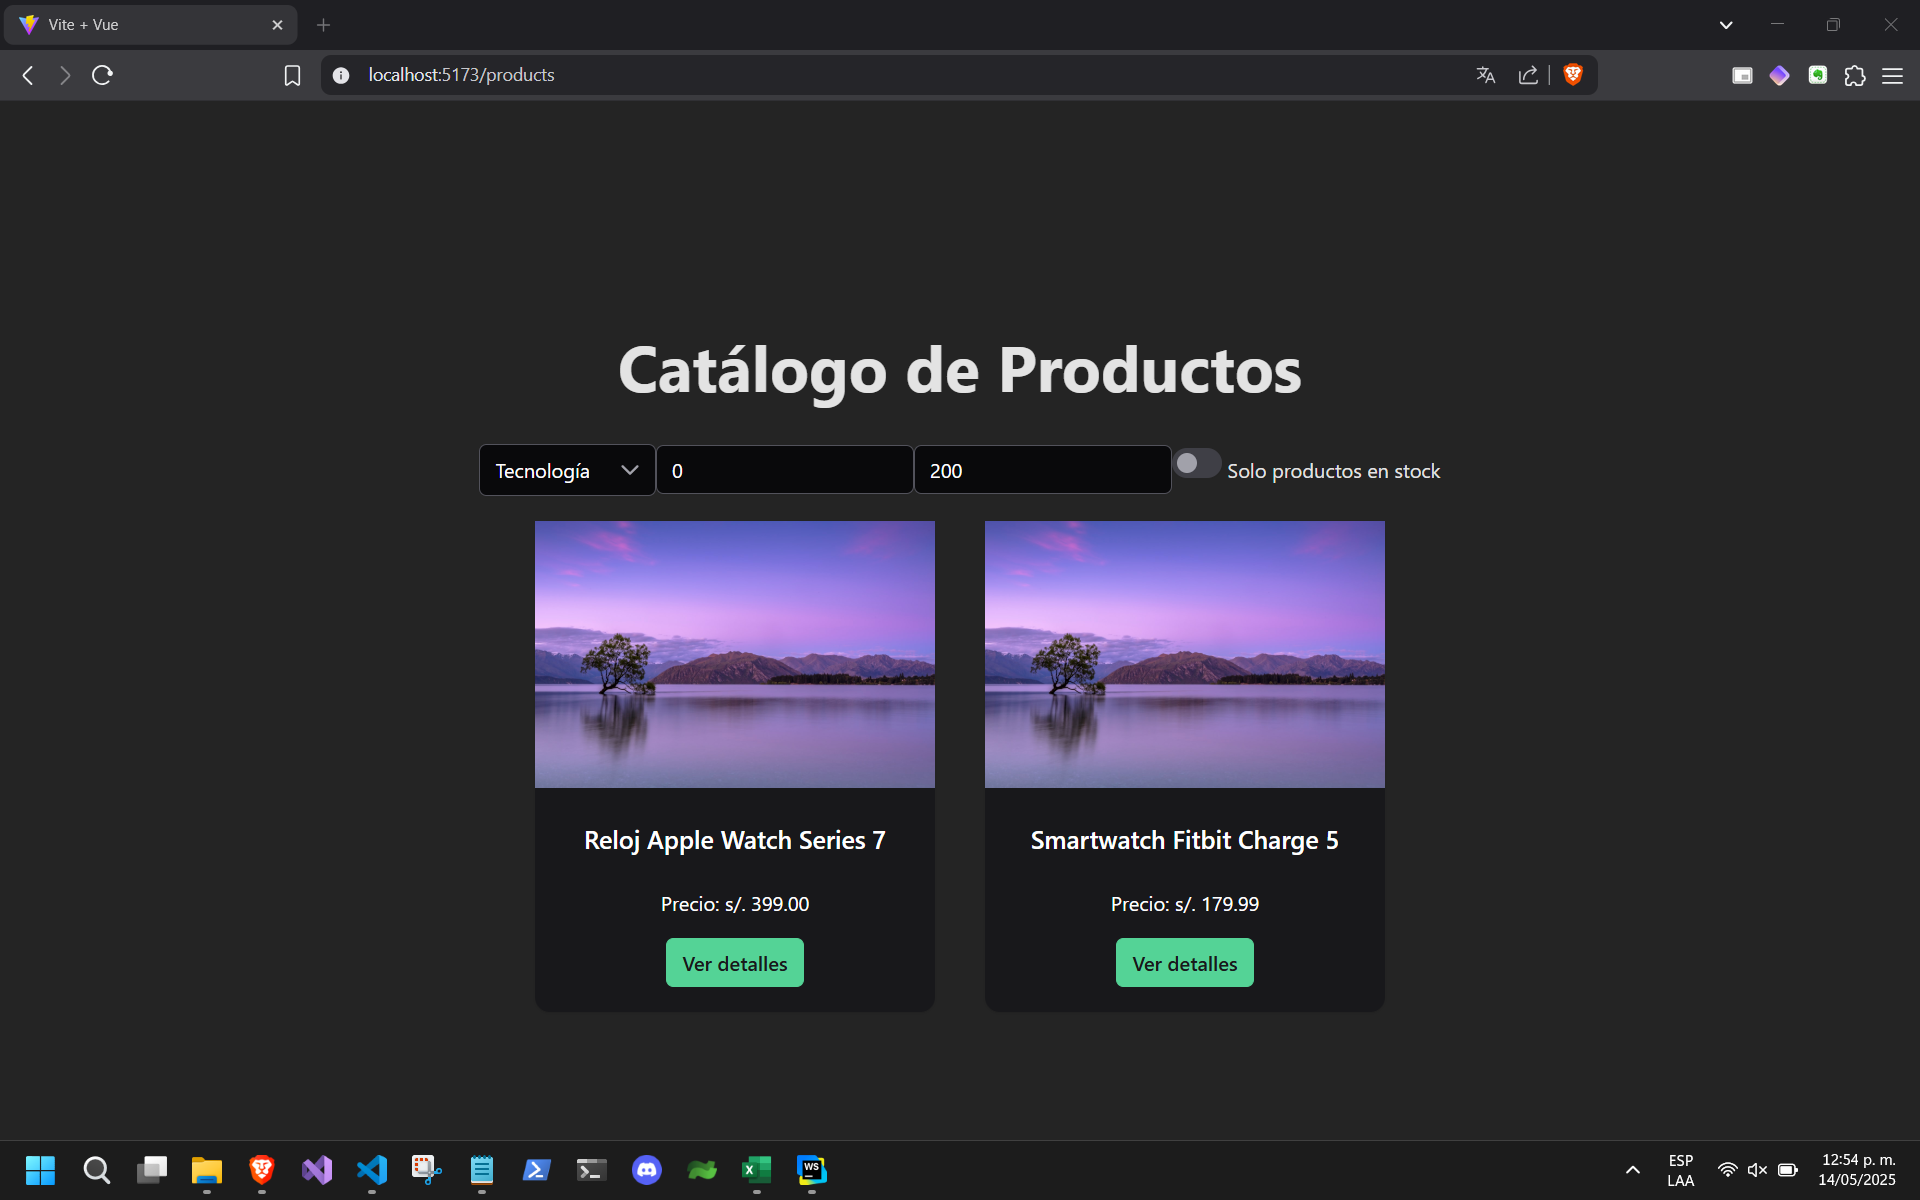 Vite + Vue
localhost:5173/products
Catálogo de Productos
Tecnología
0
200
Solo productos en stock
Reloj Apple Watch Series 7
Smartwatch Fitbit Charge 5
Precio: s/. 399.00
Precio: s/. 179.99
Ver detalles
Ver detalles
WS
ESP
LAA
12:54 p. m.
14/05/2025